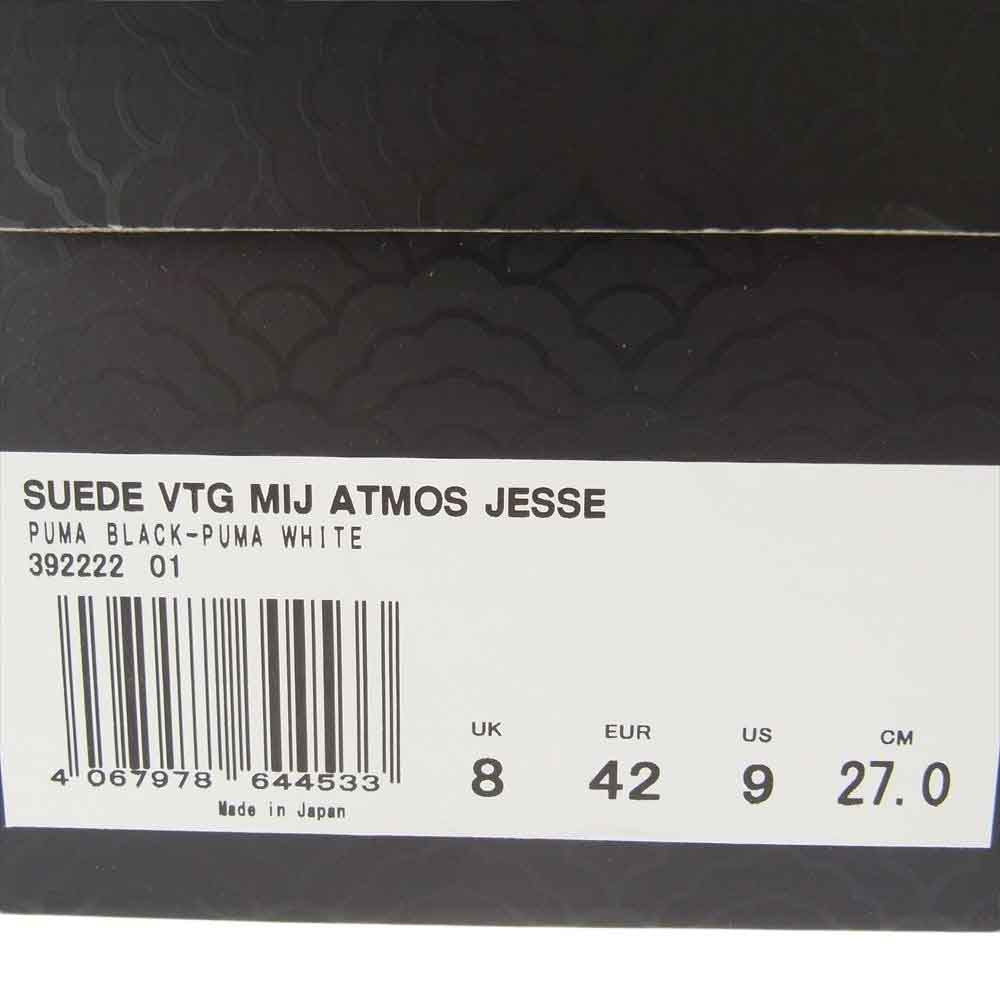 SUEDE VTG MIJ ATMOS JESSE
PUMA BLACK-PUMA WHITE
392222 01
4 067978 644533
Made in Japan
UK EUR US CM
8 42 9 27.0